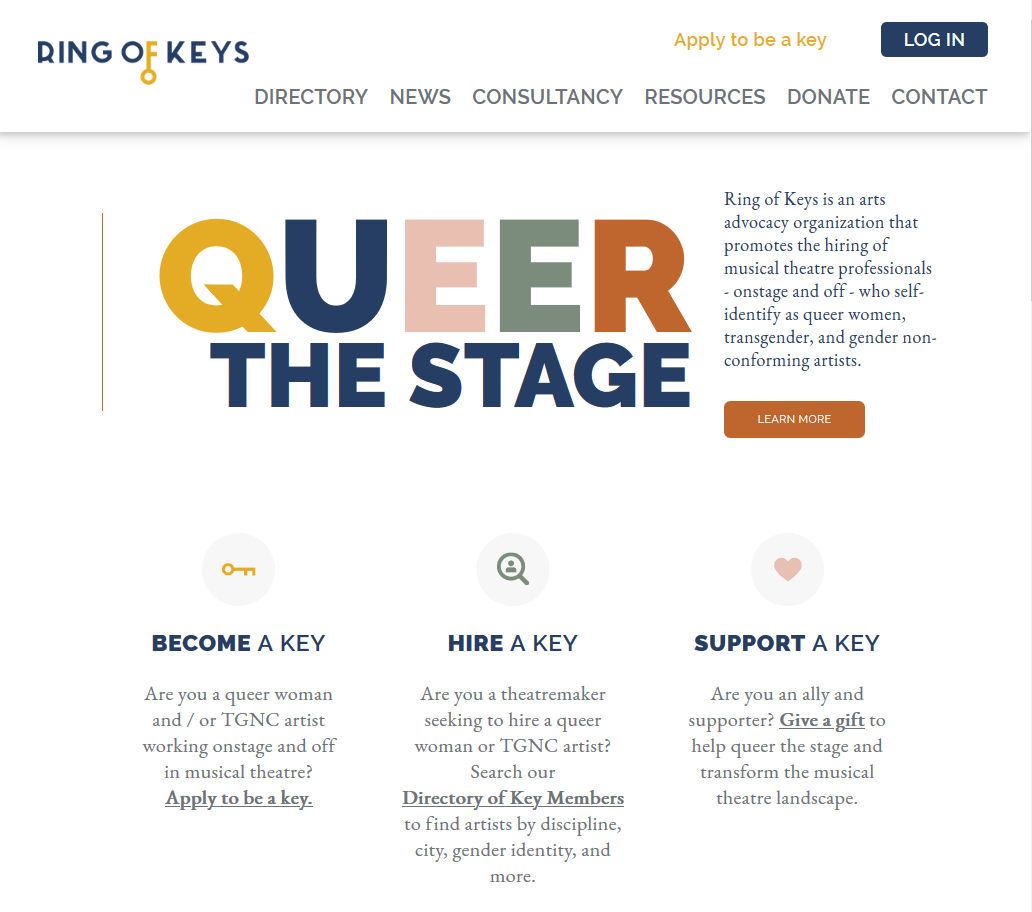 RING OF KEYS
Apply to be a key
LOG IN
DIRECTORY NEWS CONSULTANCY RESOURCES DONATE CONTACT
QUEER
THE STAGE
Ring of Keys is an arts
advocacy organization that
promotes the hiring of
musical theatre professionals
- onstage and off - who self-
identify as queer women,
transgender, and gender non-
conforming artists.
LEARN MORE
BECOME A KEY
Are you a queer woman
and / or TGNC artist
working onstage and off
in musical theatre?
Apply to be a key.
HIRE A KEY
Are you a theatremaker
seeking to hire a queer
woman or TGNC artist?
Search our
Directory of Key Members
to find artists by discipline,
city, gender identity, and
more.
SUPPORT A KEY
Are you an ally and
supporter? Give a gift to
help queer the stage and
transform the musical
theatre landscape.